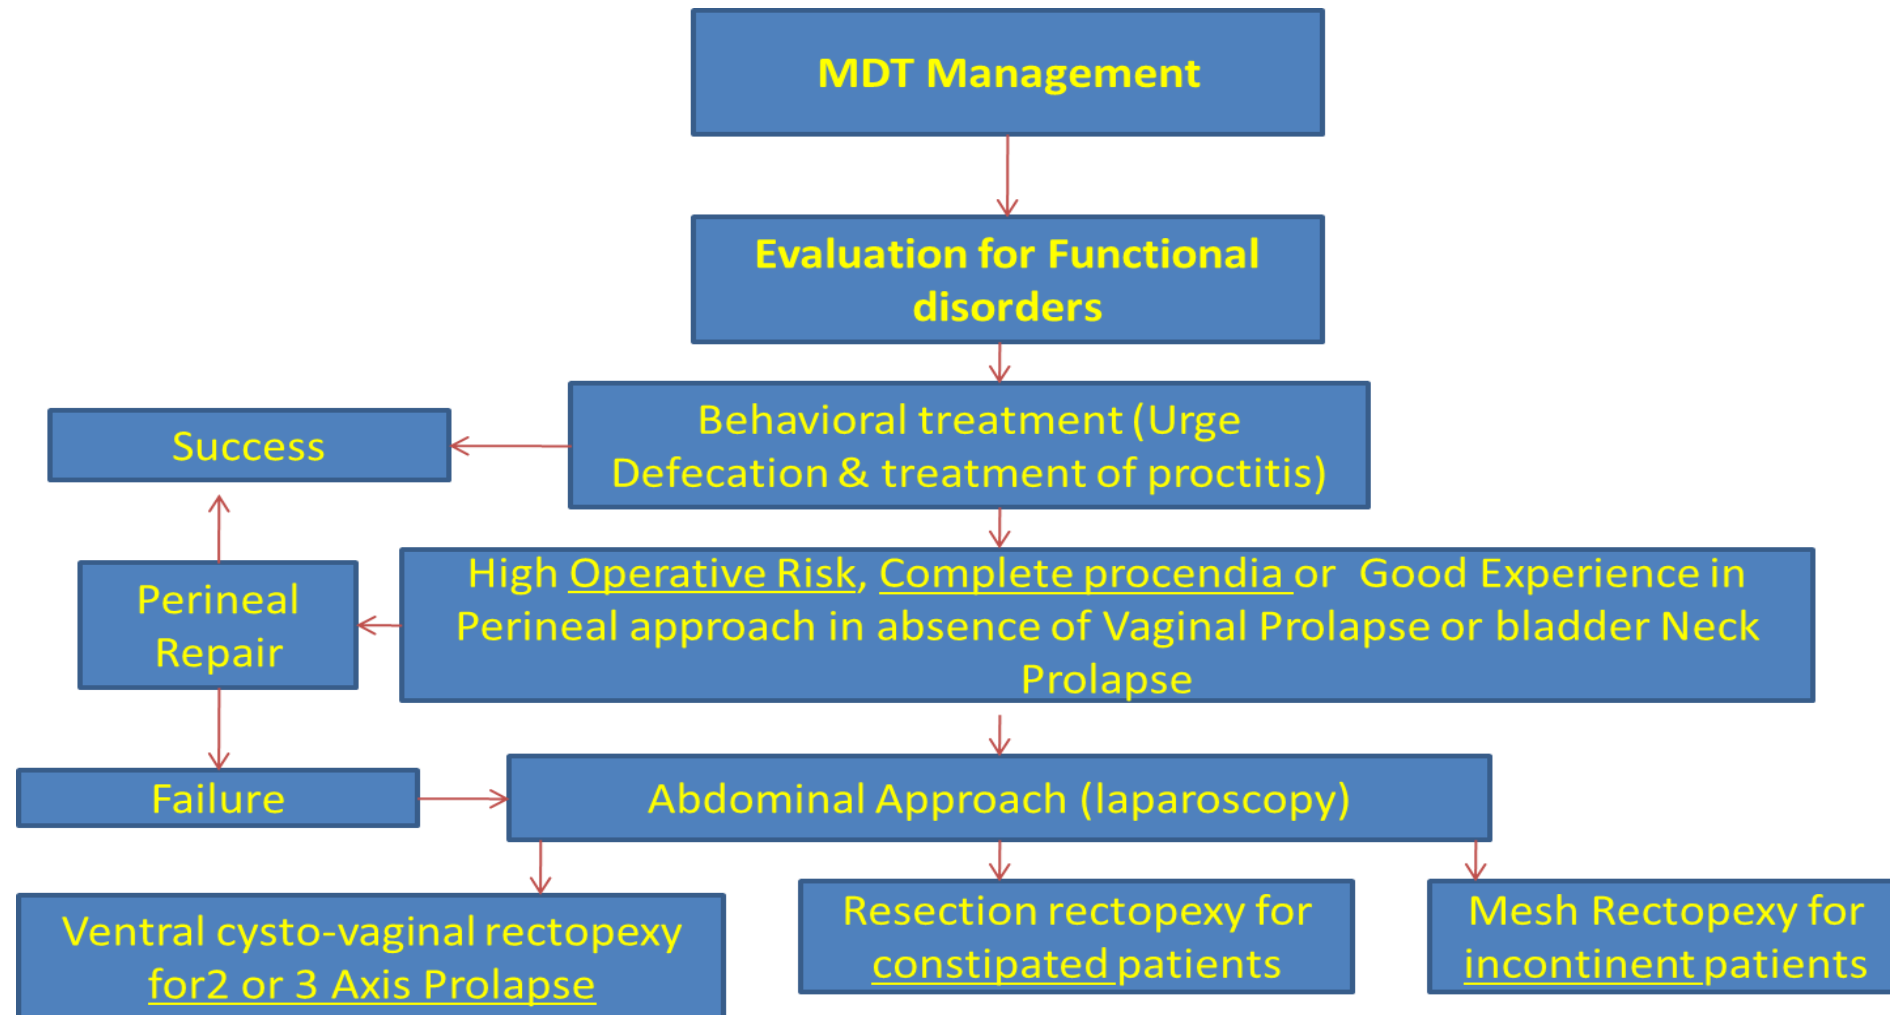 MDT Management
Evaluation for Functional
disorders
Behavioral treatment (Urge
Defecation & treatment of proctitis)
Success
High Operative Risk, Complete procendia or Good Experience in
Perineal approach in absence of Vaginal Prolapse or bladder Neck
Prolapse
Perineal
Repair
Failure
Abdominal Approach (laparoscopy)
Ventral cysto-vaginal rectopexy
for2 or 3 Axis Prolapse
Resection rectopexy for
constipated patients
Mesh Rectopexy for
incontinent patients